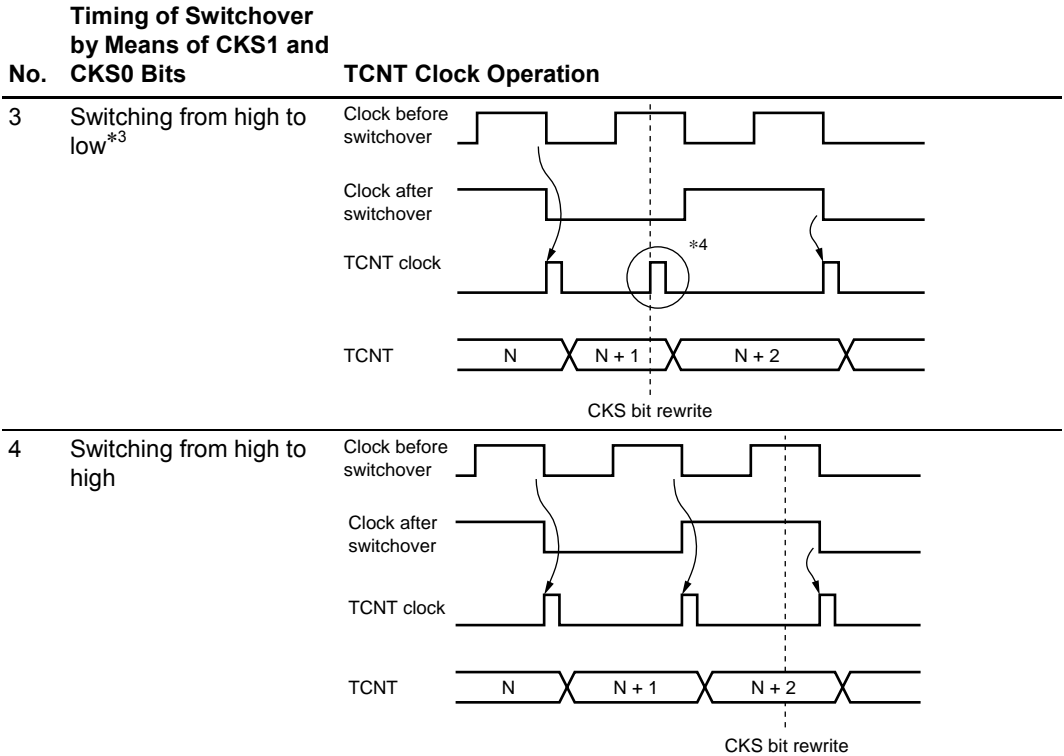 No.
Timing of Switchover
by Means of CKS1 and
CKS0 Bits
TCNT Clock Operation
3
Switching from high to
low*3
Clock before
switchover
Clock after
switchover
TCNT clock
*4
TCNT
N
N + 1
N + 2
CKS bit rewrite
4
Switching from high to
high
Clock before
switchover
Clock after
switchover
TCNT clock
TCNT
N
N + 1
N + 2
CKS bit rewrite